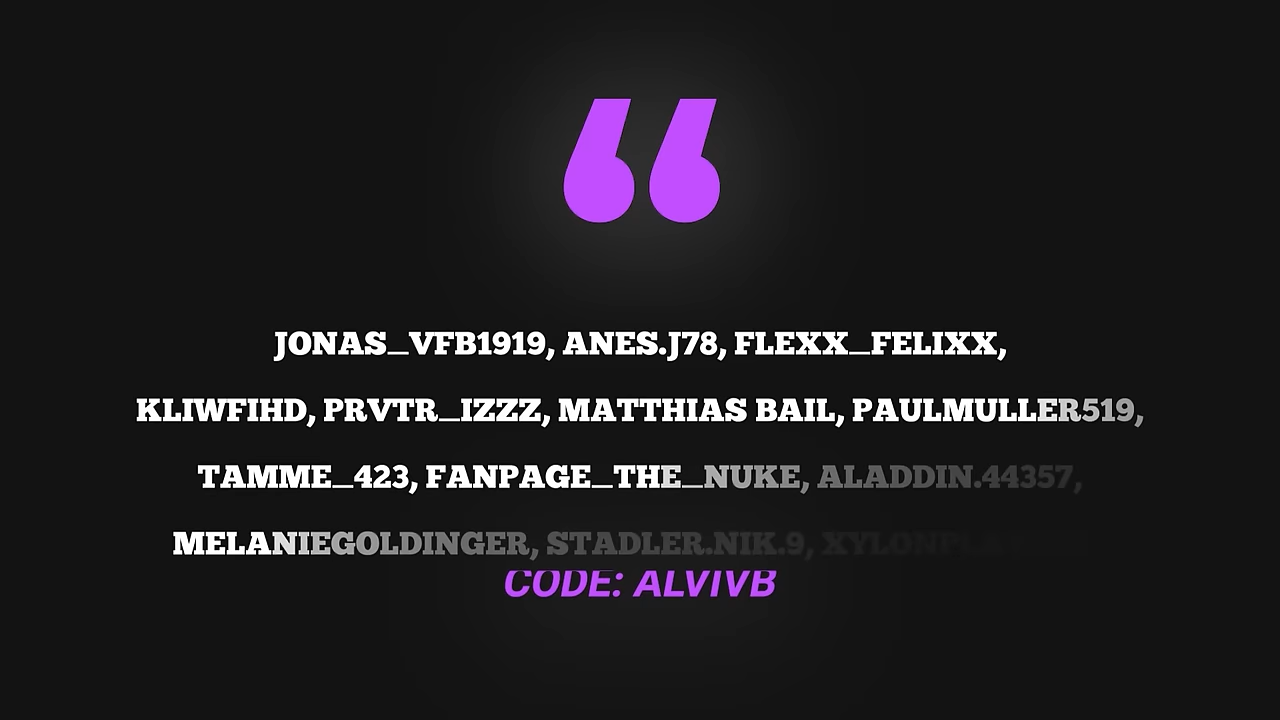 “
JONAS_VFB1919, ANES.J78, FLEXX_FELIXX,
KLIWFIHD, PRVTR_IZZZ, MATTHIAS BAIL, PAULMULLER519,
TAMME_423, FANPAGE_THE_NUKE, ALADDIN.44357,
MELANIEGOLDINGER, STADLER.NIK.9,
CODE: ALVIVB